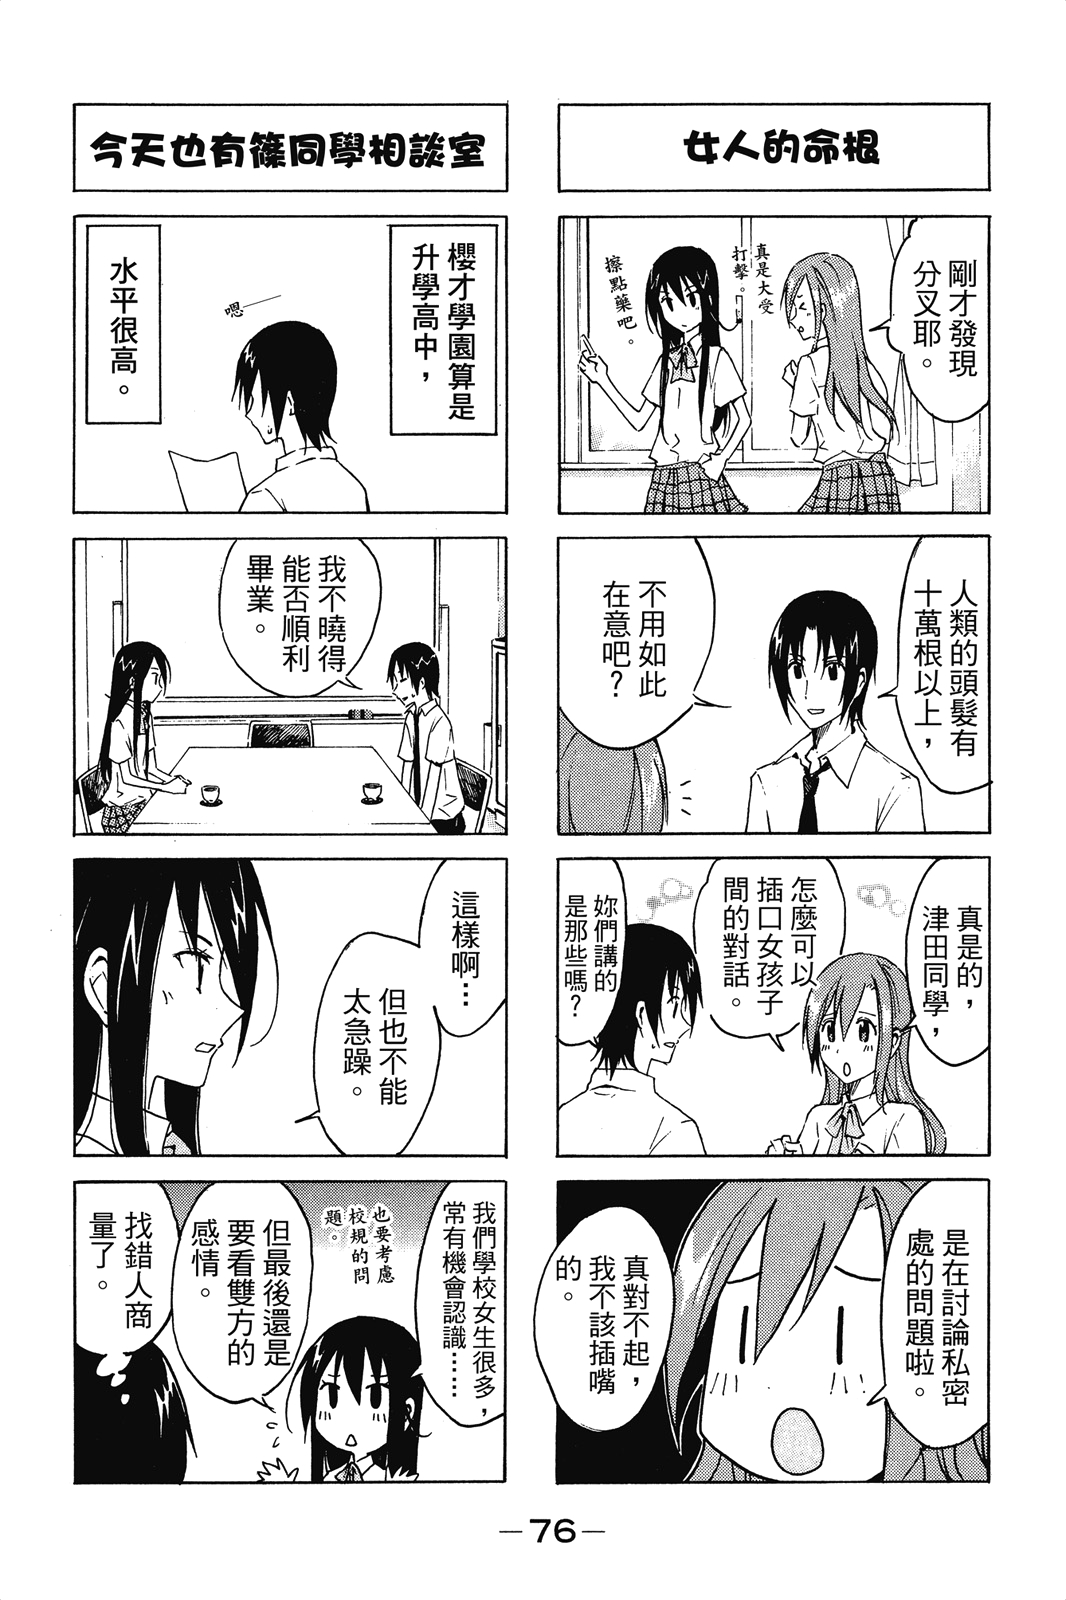 女人的命根
剛才發現
分叉耶。
真是大受
打擊。
擦點藥吧。
人類的頭髮有
十萬根以上，
不用如此
在意吧？
真是的，
津田同學，
怎麼可以
插口女孩子
間的對話。
妳們講的
是那些嗎？
是在討論私密
處的問題啦。
真對不起，
我不該插嘴
的。
今天也有篠同學相談室
櫻才學園算是
升學高中，
水平很高。
嗯——
我不曉得
能否順利
畢業。
這樣啊…
但也不能
太急躁。
我們學校女生很多，
常有機會認識……
也要考慮
校規的問
題。
但最後還是
要看雙方的
感情。
找錯人商
量了。
—76—